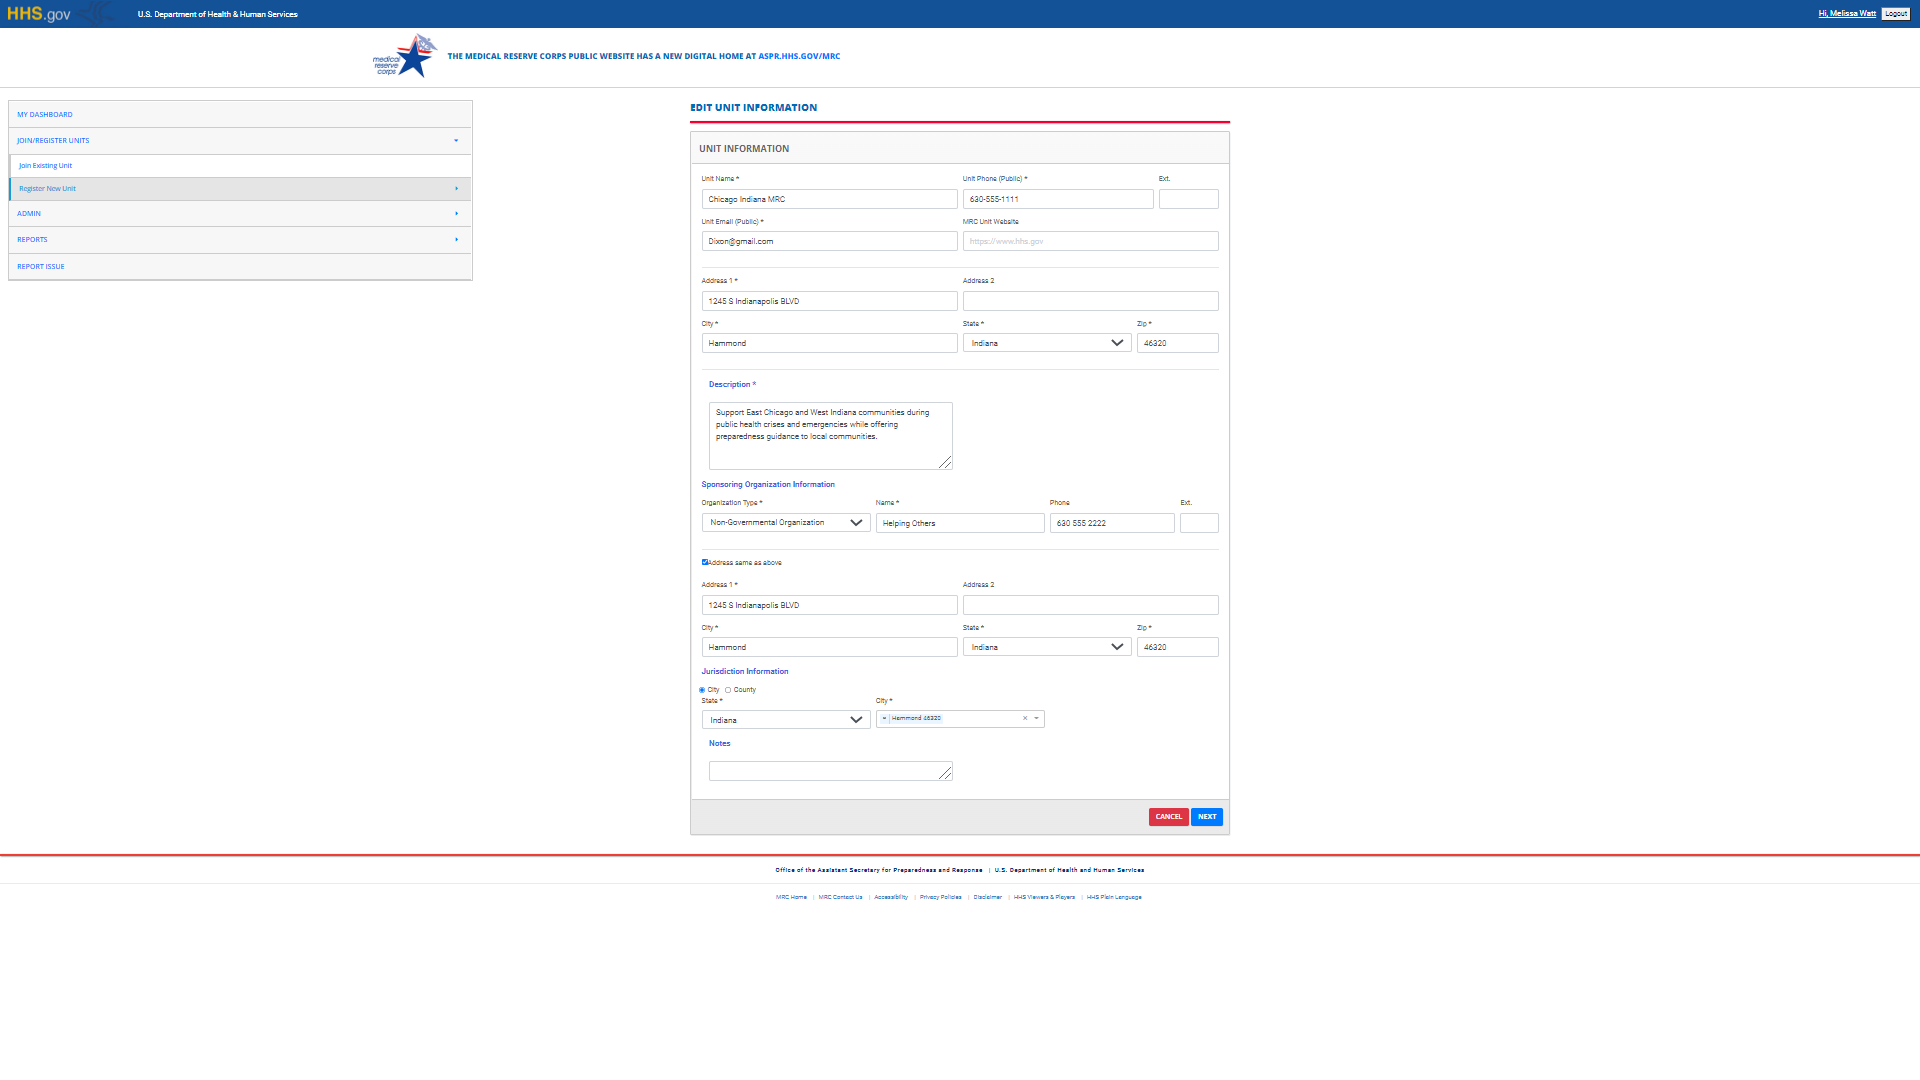 HHS.gov
U.S. Department of Health & Human Services
Hi, Melissa Watt
Logout
medical
reserve
corps
THE MEDICAL RESERVE CORPS PUBLIC WEBSITE HAS A NEW DIGITAL HOME AT ASPR.HHS.GOV/MRC
MY DASHBOARD
JOIN/REGISTER UNITS
Join Existing Unit
Register New Unit
ADMIN
REPORTS
REPORT ISSUE
EDIT UNIT INFORMATION
UNIT INFORMATION
Unit Name * Unit Phone (Public) * Ext.
Chicago Indiana MRC 630-555-1111
Unit Email (Public) * MRC Unit Website
Dixon@gmail.com https://www.hhs.gov
Address 1 * Address 2
1245 S Indianapolis BLVD
City * State * Zip *
Hammond Indiana 46320
Description *
Support East Chicago and West Indiana communities during
public health crises and emergencies while offering
preparedness guidance to local communities.
Sponsoring Organization Information
Organization Type * Name * Phone Ext.
Non-Governmental Organization Helping Others 630 555 2222
Address same as above
Address 1 * Address 2
1245 S Indianapolis BLVD
City * State * Zip *
Hammond Indiana 46320
Jurisdiction Information
City County
State * City *
Indiana × Hammond 46320 ×
Notes
CANCEL NEXT
Office of the Assistant Secretary for Preparedness and Response | U.S. Department of Health and Human Services
MRC Home | MRC Contact Us | Accessibility | Privacy Policies | Disclaimer | HHS Viewers & Players | HHS Plain Language